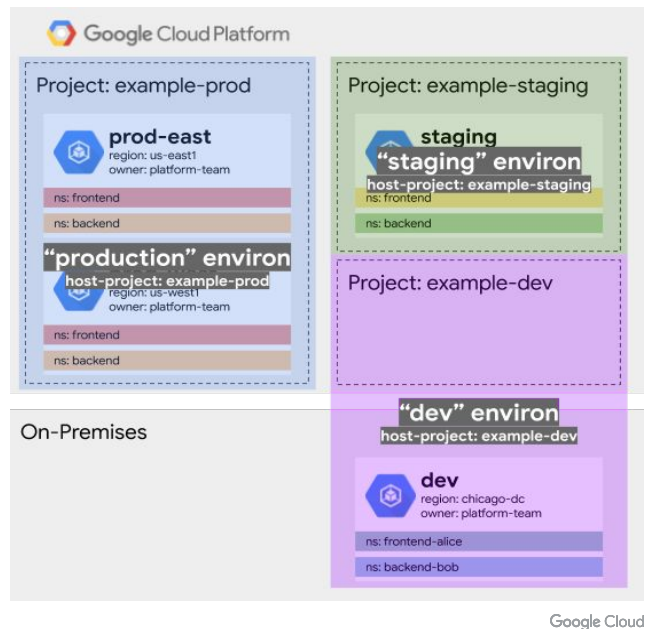 Google Cloud Platform
Project: example-prod
prod-east
region: us-east1
owner: platform-team
ns: frontend
ns: backend
“production” environ
host-project: example-prod
region: us-west1
owner: platform-team
ns: frontend
ns: backend
Project: example-staging
staging
“staging” environ
host-project: example-staging
ns: frontend
ns: backend
Project: example-dev
On-Premises
“dev” environ
host-project: example-dev
dev
region: chicago-dc
owner: platform-team
ns: frontend-alice
ns: backend-bob
Google Cloud